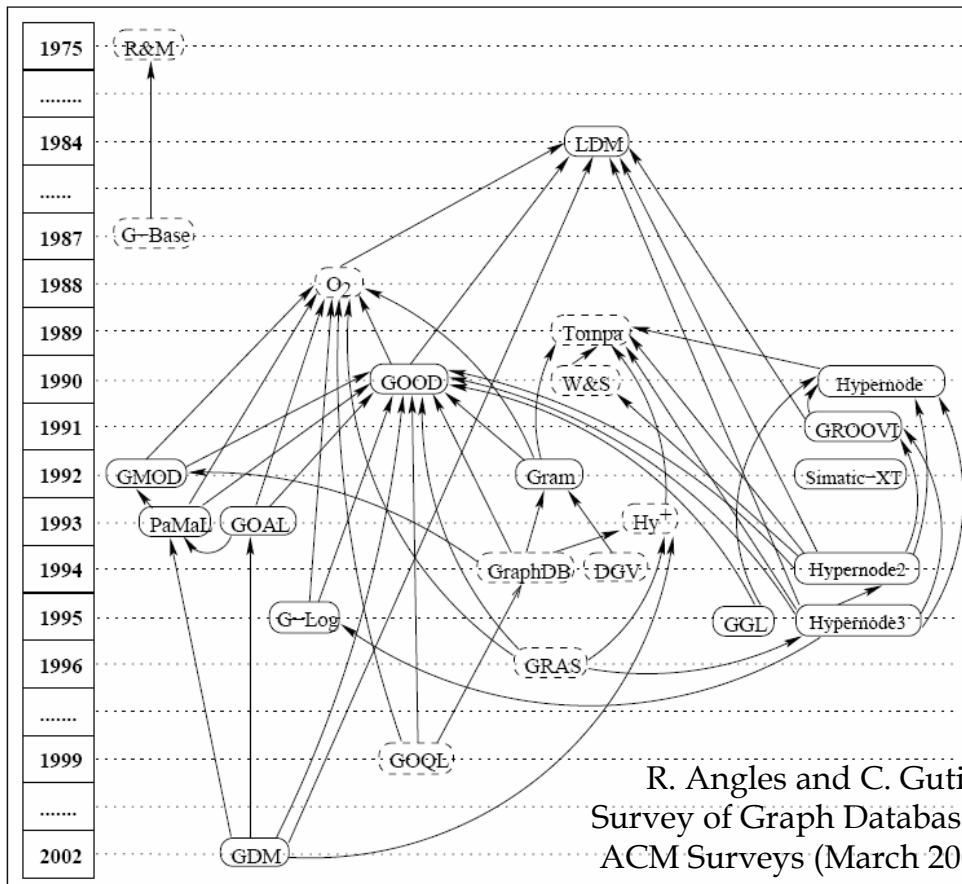 1975 R&M
........
1984 LDM
......
1987 G-Base
1988 O2
1989 Tompa
1990 GOOD W&S Hypernode
1991 GROOVI
1992 GMOD Gram Simatic-XT
1993 PaMaL GOAL Hy+
1994 GraphDB DGV Hypernode2
1995 G-Log GGL Hypernode3
1996 GRAS
.......
1999 GOQL
R. Angles and C. Guti
.......
Survey of Graph Databas
2002 GDM
ACM Surveys (March 20